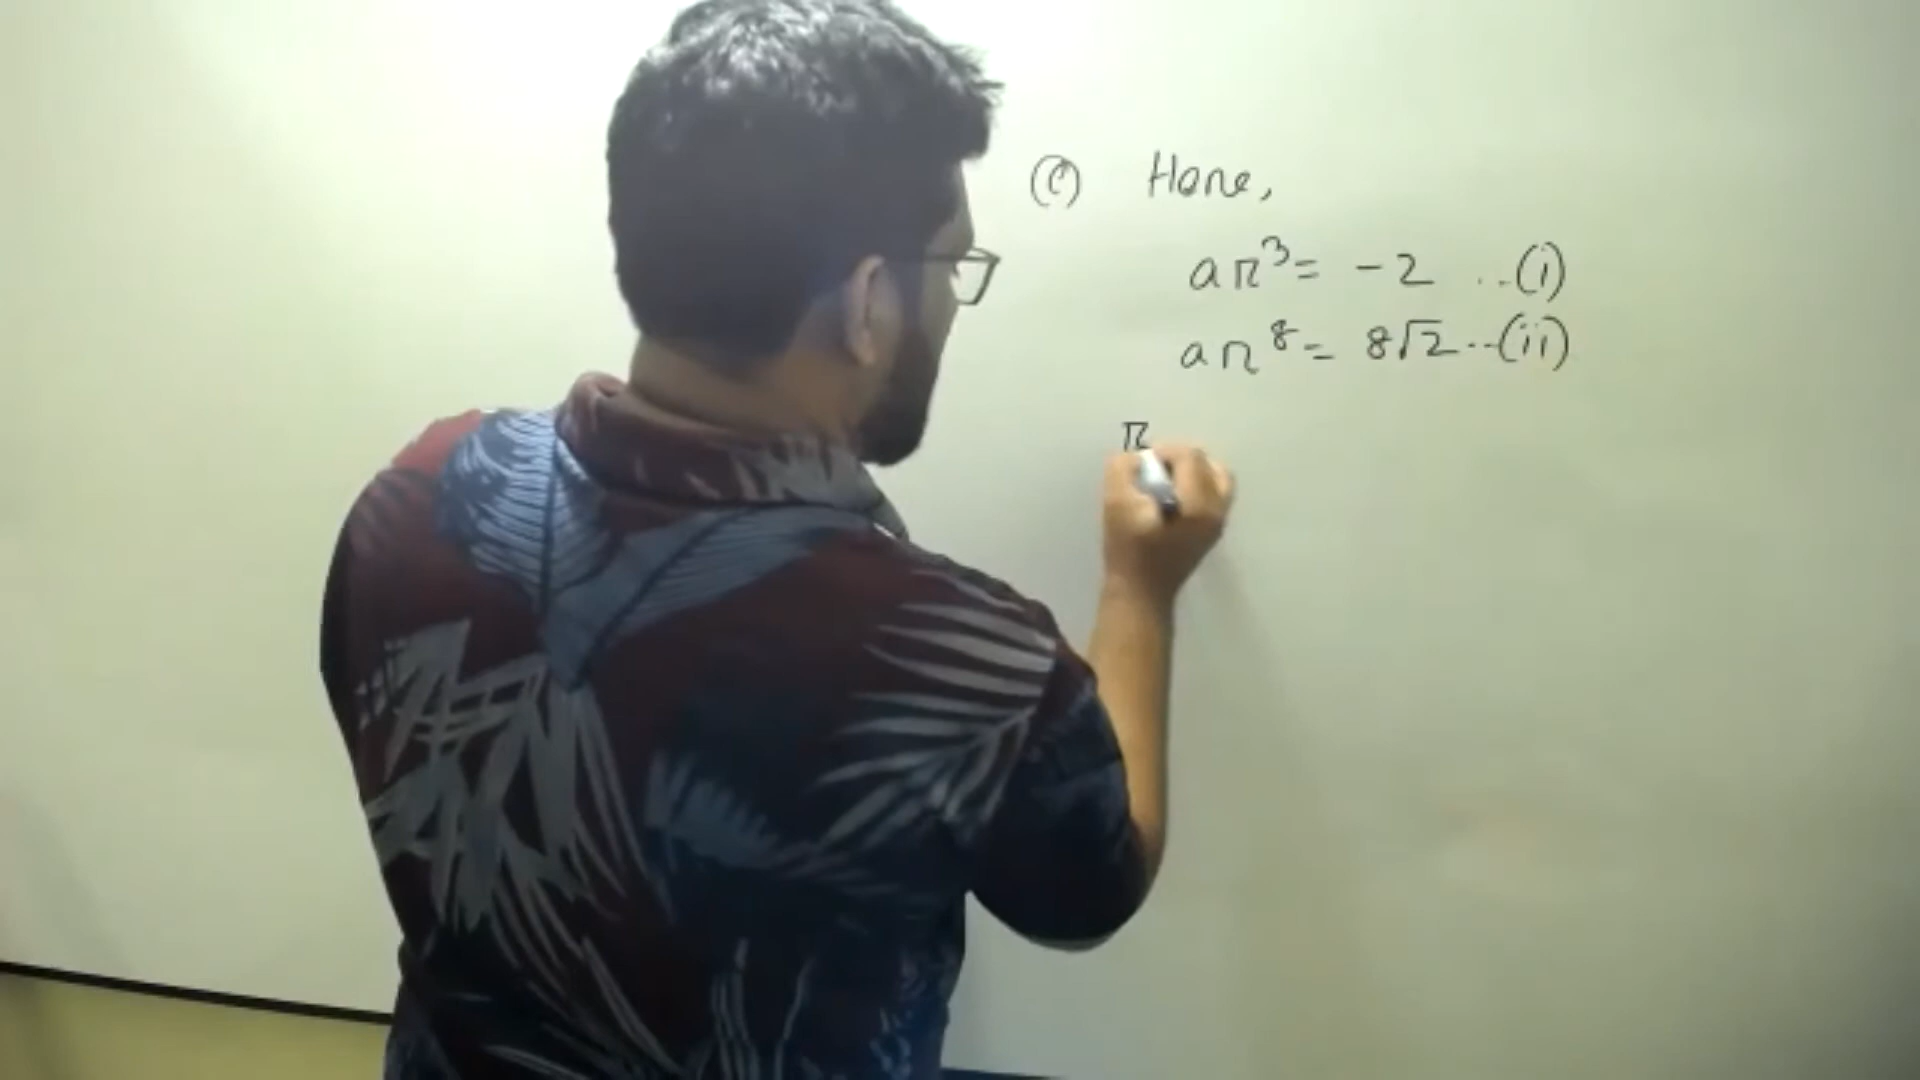 (c) Here,
ar³ = -2 ...(i)
ar⁸ = 8√2 ...(ii)
r